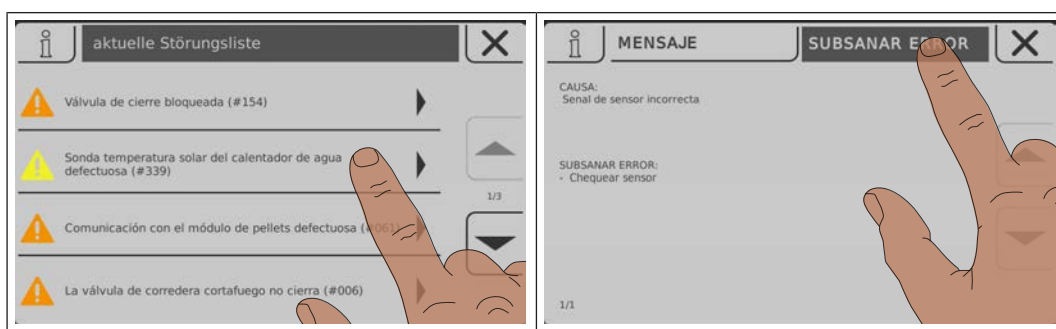 aktuelle Störungsliste
Válvula de cierre bloqueada (#154)
Sonda temperatura solar del calentador de agua
defectuosa (#339)
1/3
Comunicación con el módulo de pellets defectuosa (#061)
La válvula de corredera cortafuego no cierra (#006)
MENSAJE
SUBSANAR ERROR
CAUSA:
Senal de sensor incorrecta
SUBSANAR ERROR:
- Chequear sensor
1/1